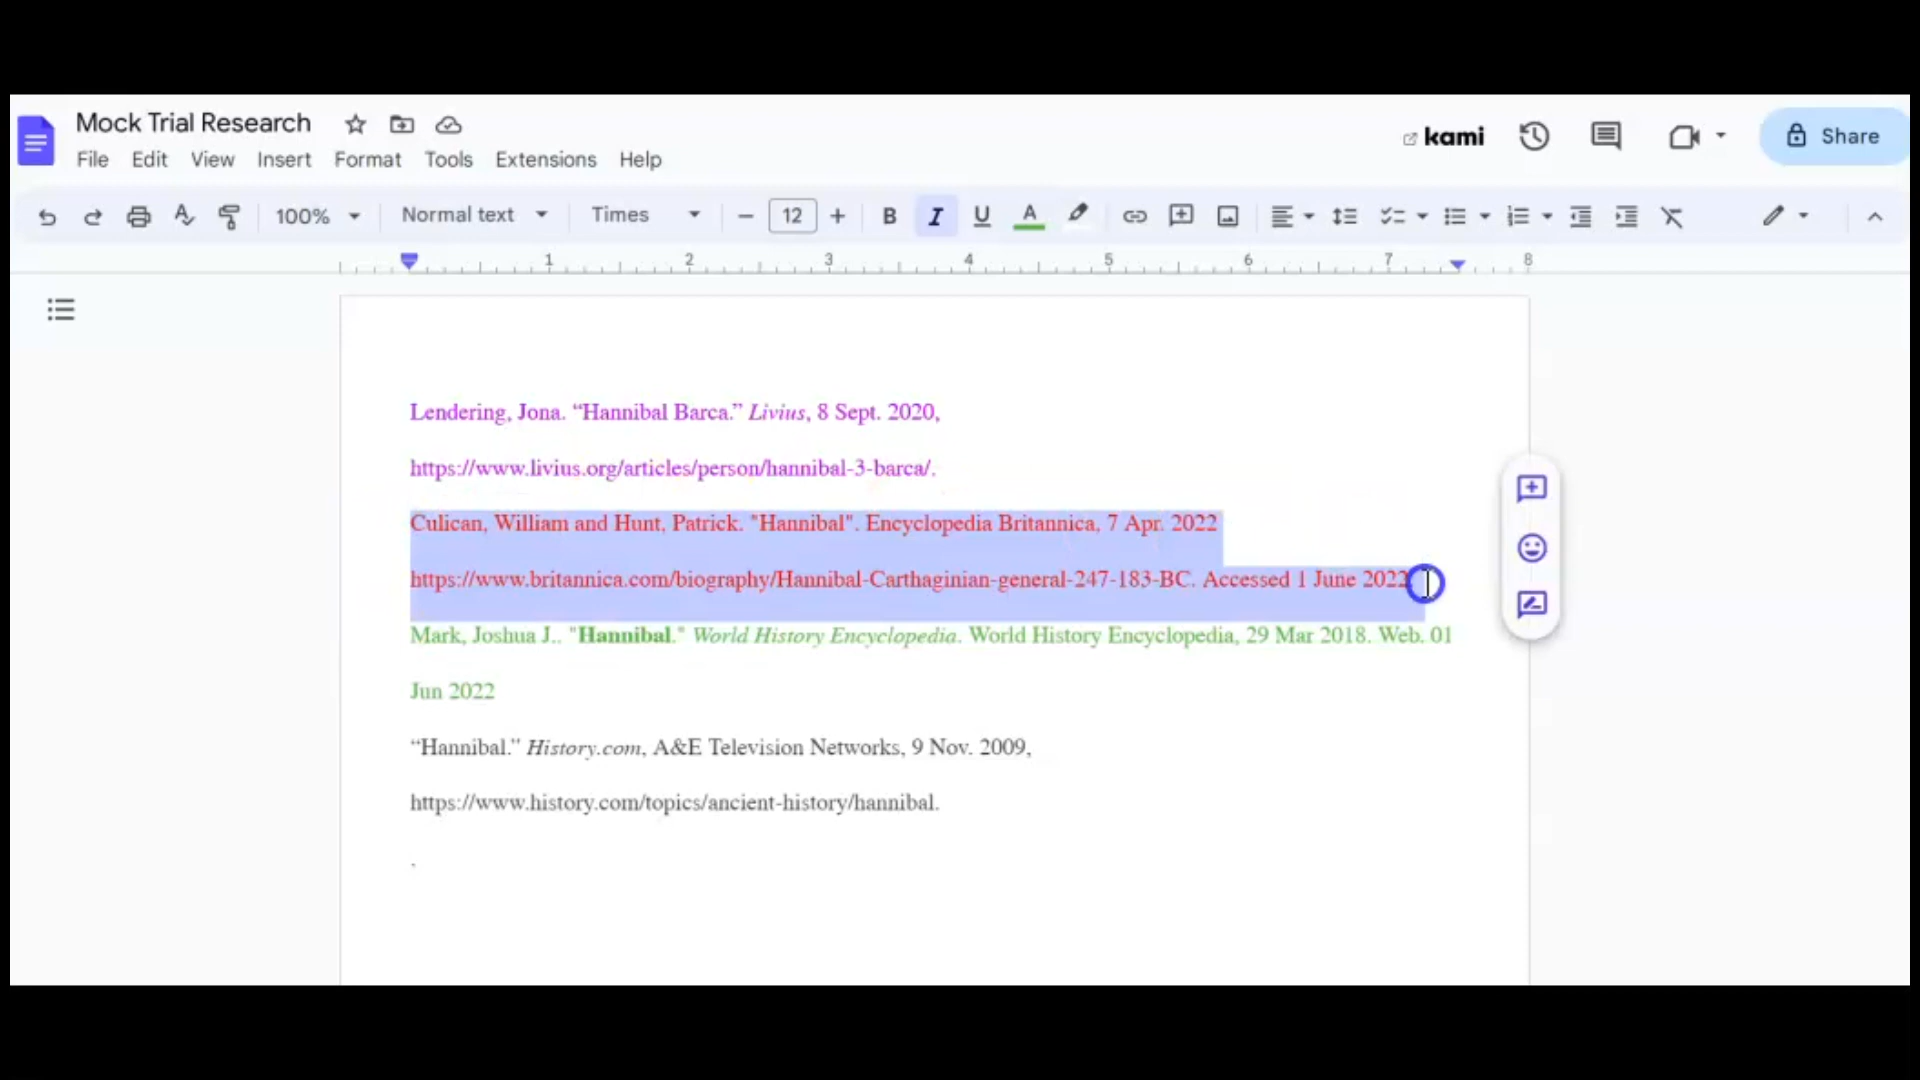 Mock Trial Research
kami
Share
File Edit View Insert Format Tools Extensions Help
100% Normal text Times 12 B I U A
1 2 3 4 5 6 7 8
Lendering, Jona. “Hannibal Barca.” Livius, 8 Sept. 2020,
https://www.livius.org/articles/person/hannibal-3-barca/.
Culican, William and Hunt, Patrick. "Hannibal". Encyclopedia Britannica, 7 Apr. 2022
https://www.britannica.com/biography/Hannibal-Carthaginian-general-247-183-BC. Accessed 1 June 2022
Mark, Joshua J.. "Hannibal." World History Encyclopedia. World History Encyclopedia, 29 Mar 2018. Web. 01
Jun 2022
“Hannibal.” History.com, A&E Television Networks, 9 Nov. 2009,
https://www.history.com/topics/ancient-history/hannibal.
.